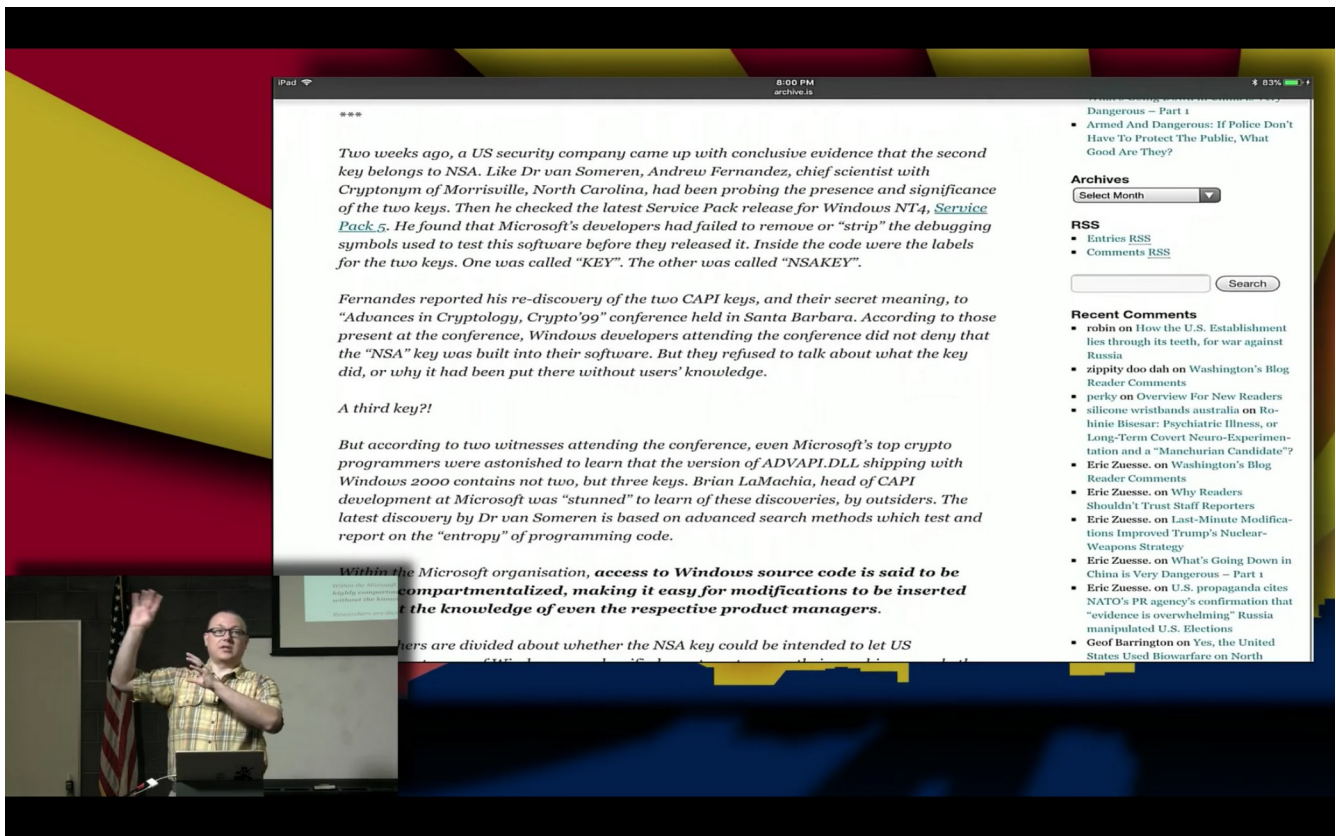 iPad
8:00 PM
83%
archive.is
***
Two weeks ago, a US security company came up with conclusive evidence that the second
key belongs to NSA. Like Dr van Someren, Andrew Fernandez, chief scientist with
Cryptonym of Morrisville, North Carolina, had been probing the presence and significance
of the two keys. Then he checked the latest Service Pack release for Windows NT4, Service
Pack 5. He found that Microsoft's developers had failed to remove or “strip” the debugging
symbols used to test this software before they released it. Inside the code were the labels
for the two keys. One was called “KEY”. The other was called “NSAKEY”.
Fernandes reported his re-discovery of the two CAPI keys, and their secret meaning, to
“Advances in Cryptology, Crypto’99” conference held in Santa Barbara. According to those
present at the conference, Windows developers attending the conference did not deny that
the “NSA” key was built into their software. But they refused to talk about what the key
did, or why it had been put there without users’ knowledge.
A third key?!
But according to two witnesses attending the conference, even Microsoft’s top crypto
programmers were astonished to learn that the version of ADVAPI.DLL shipping with
Windows 2000 contains not two, but three keys. Brian LaMachia, head of CAPI
development at Microsoft was “stunned” to learn of these discoveries, by outsiders. The
latest discovery by Dr van Someren is based on advanced search methods which test and
report on the “entropy” of programming code.
Within the Microsoft organisation, access to Windows source code is said to be
compartmentalized, making it easy for modifications to be inserted
the knowledge of even the respective product managers.
are divided about whether the NSA key could be intended to let US
Dangerous – Part 1
Armed And Dangerous: If Police Don’t
Have To Protect The Public, What
Good Are They?
Archives
Select Month
RSS
Entries RSS
Comments RSS
Search
Recent Comments
robin on How the U.S. Establishment
lies through its teeth, for war against
Russia
zippity doo dah on Washington’s Blog
Reader Comments
perky on Overview For New Readers
silicone wristbands australia on Ro-
hinie Bisesar: Psychiatric Illness, or
Long-Term Covert Neuro-Experimen-
tation and a “Manchurian Candidate”?
Eric Zuesse. on Washington’s Blog
Reader Comments
Eric Zuesse. on Why Readers
Shouldn’t Trust Staff Reporters
Eric Zuesse. on Last-Minute Modifica-
tions Improved Trump’s Nuclear-
Weapons Strategy
Eric Zuesse. on What’s Going Down in
China is Very Dangerous – Part 1
Eric Zuesse. on U.S. propaganda cites
NATO’s PR agency’s confirmation that
“evidence is overwhelming” Russia
manipulated U.S. Elections
Geof Barrington on Yes, the United
States Used Biowarfare on North